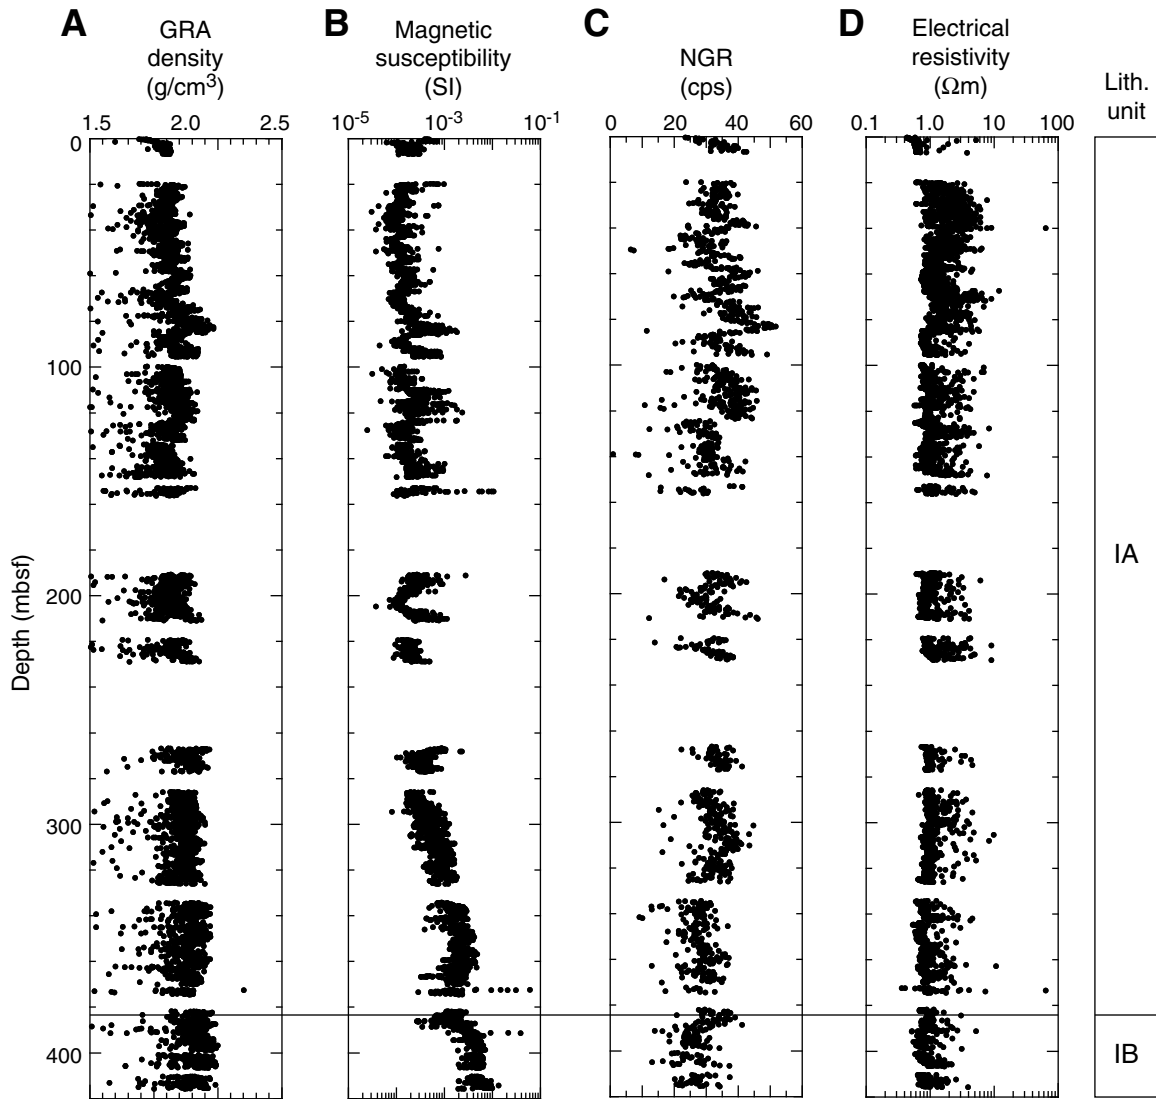 A
GRA
density
(g/cm³)
1.5 2.0 2.5
B
Magnetic
susceptibility
(SI)
10⁻⁵ 10⁻³ 10⁻¹
C
NGR
(cps)
0 20 40 60
D
Electrical
resistivity
(Ωm)
0.1 1.0 10 100
Lith.
unit
Depth (mbsf)
0
100
200
300
400
IA
IB